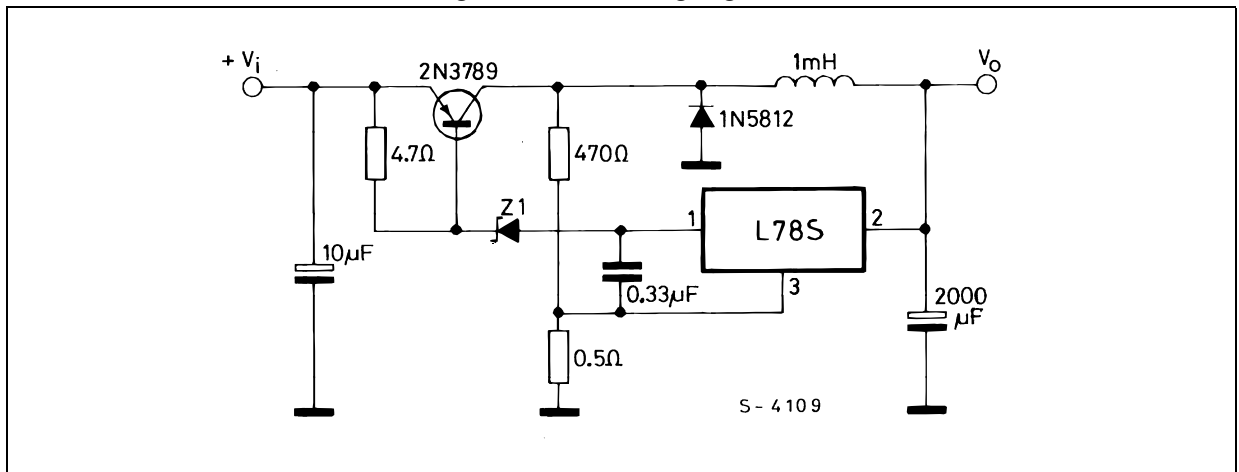 + Vi
2N3789
1mH
Vo
4.7Ω
470Ω
1N5812
Z1
1
L78S
2
10µF
0.33µF
3
2000
µF
0.5Ω
S-4109